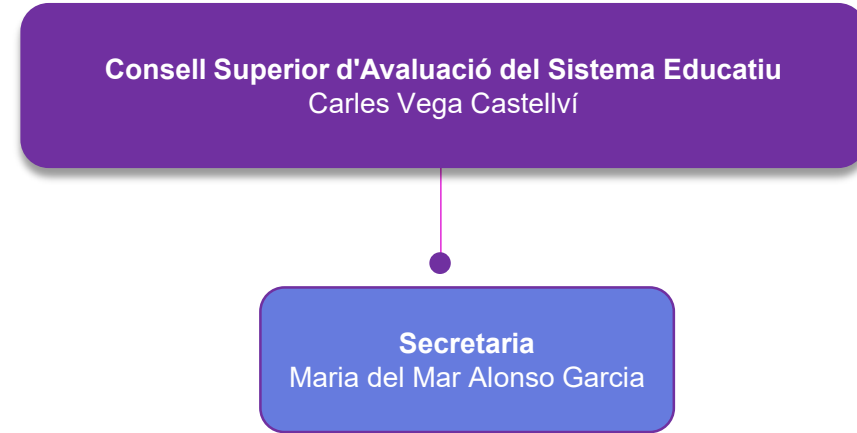 Consell Superior d'Avaluació del Sistema Educatiu
Carles Vega Castellví
Secretaria
Maria del Mar Alonso Garcia